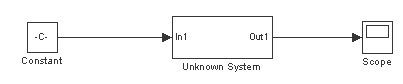 -C-
Constant
In1
Out1
Unknown System
Scope